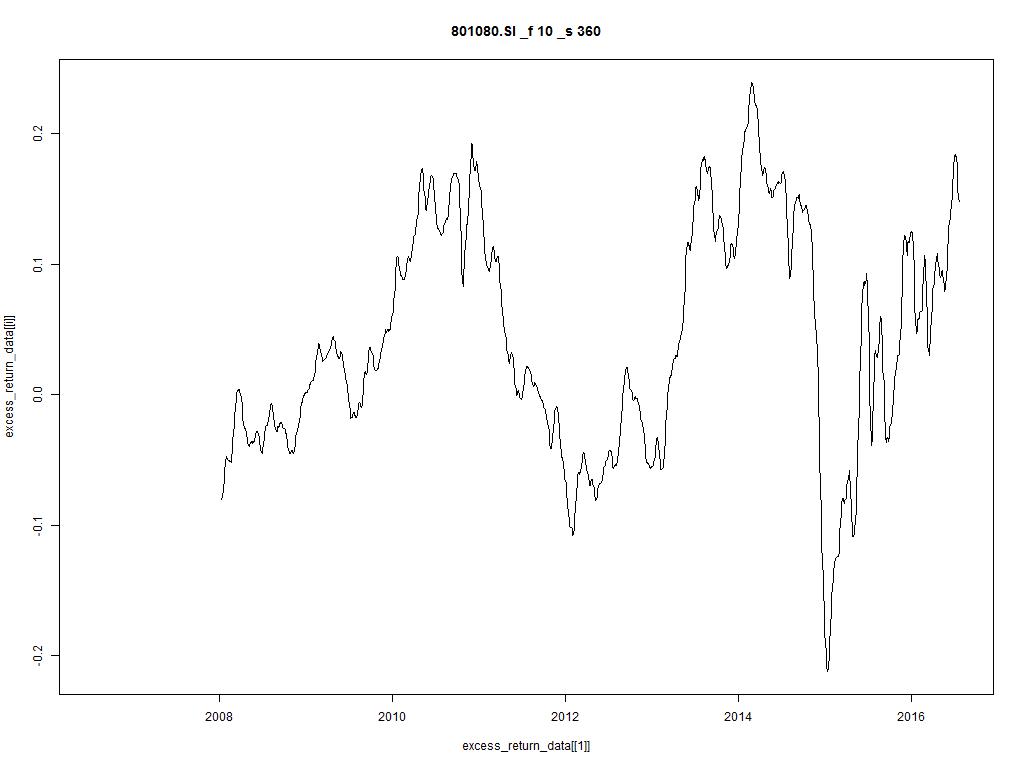 801080.SI _f 10 _s 360
excess_return_data[[i]]
0.2
0.1
0.0
-0.1
-0.2
2008 2010 2012 2014 2016
excess_return_data[[1]]